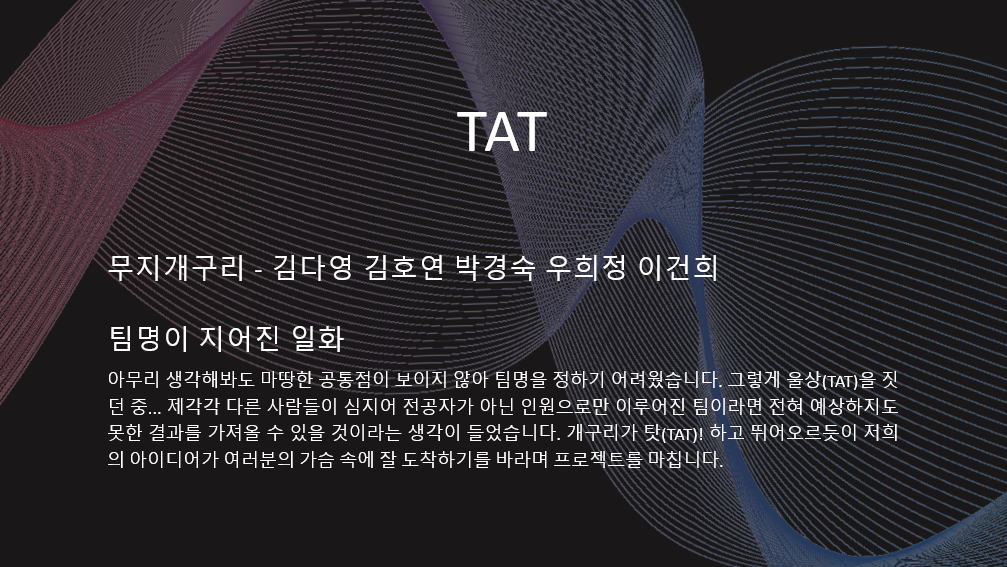 TAT
무지개구리 - 김다영 김호연 박경숙 우희정 이건희
팀명이 지어진 일화
아무리 생각해봐도 마땅한 공통점이 보이지 않아 팀명을 정하기 어려웠습니다. 그렇게 울상(TAT)을 짓
던 중... 제각각 다른 사람들이 심지어 전공자가 아닌 인원으로만 이루어진 팀이라면 전혀 예상하지도
못한 결과를 가져올 수 있을 것이라는 생각이 들었습니다. 개구리가 탓(TAT)! 하고 뛰어오르듯이 저희
의 아이디어가 여러분의 가슴 속에 잘 도착하기를 바라며 프로젝트를 마칩니다.